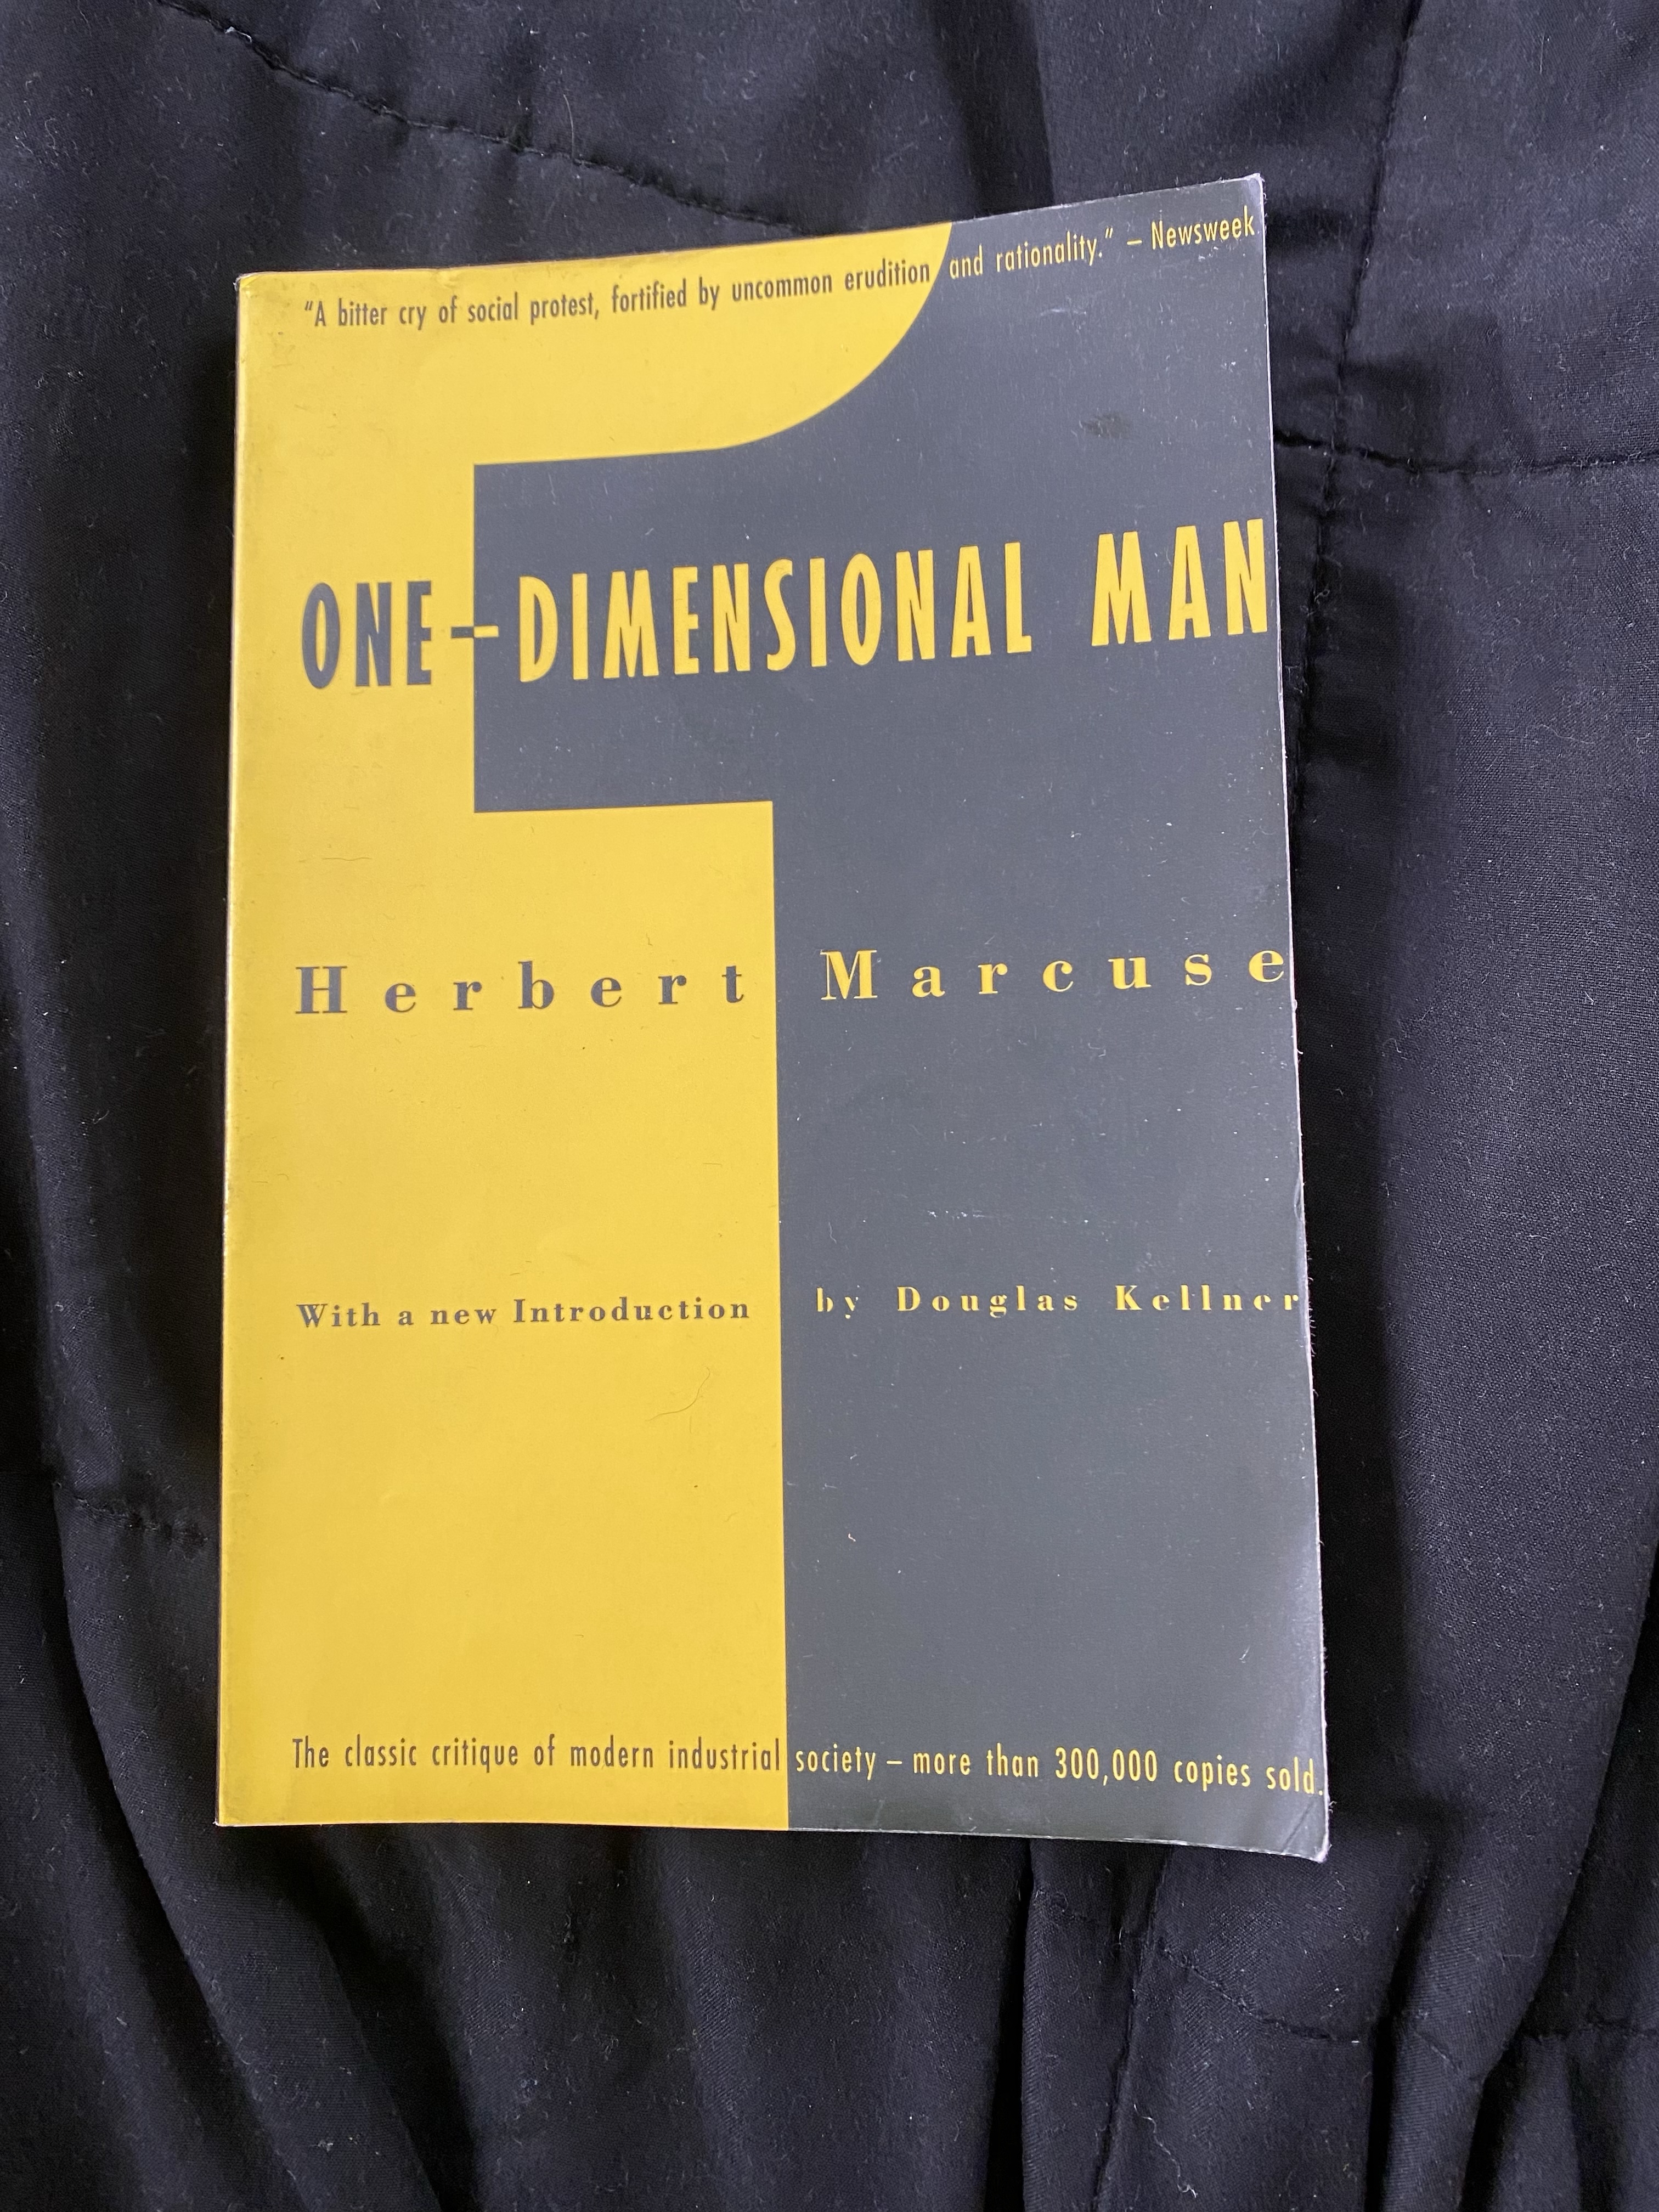 “A bitter cry of social protest, fortified by uncommon erudition and rationality.” – Newsweek
ONE-DIMENSIONAL MAN
Herbert Marcuse
With a new Introduction by Douglas Kellner
The classic critique of modern industrial society – more than 300,000 copies sold.